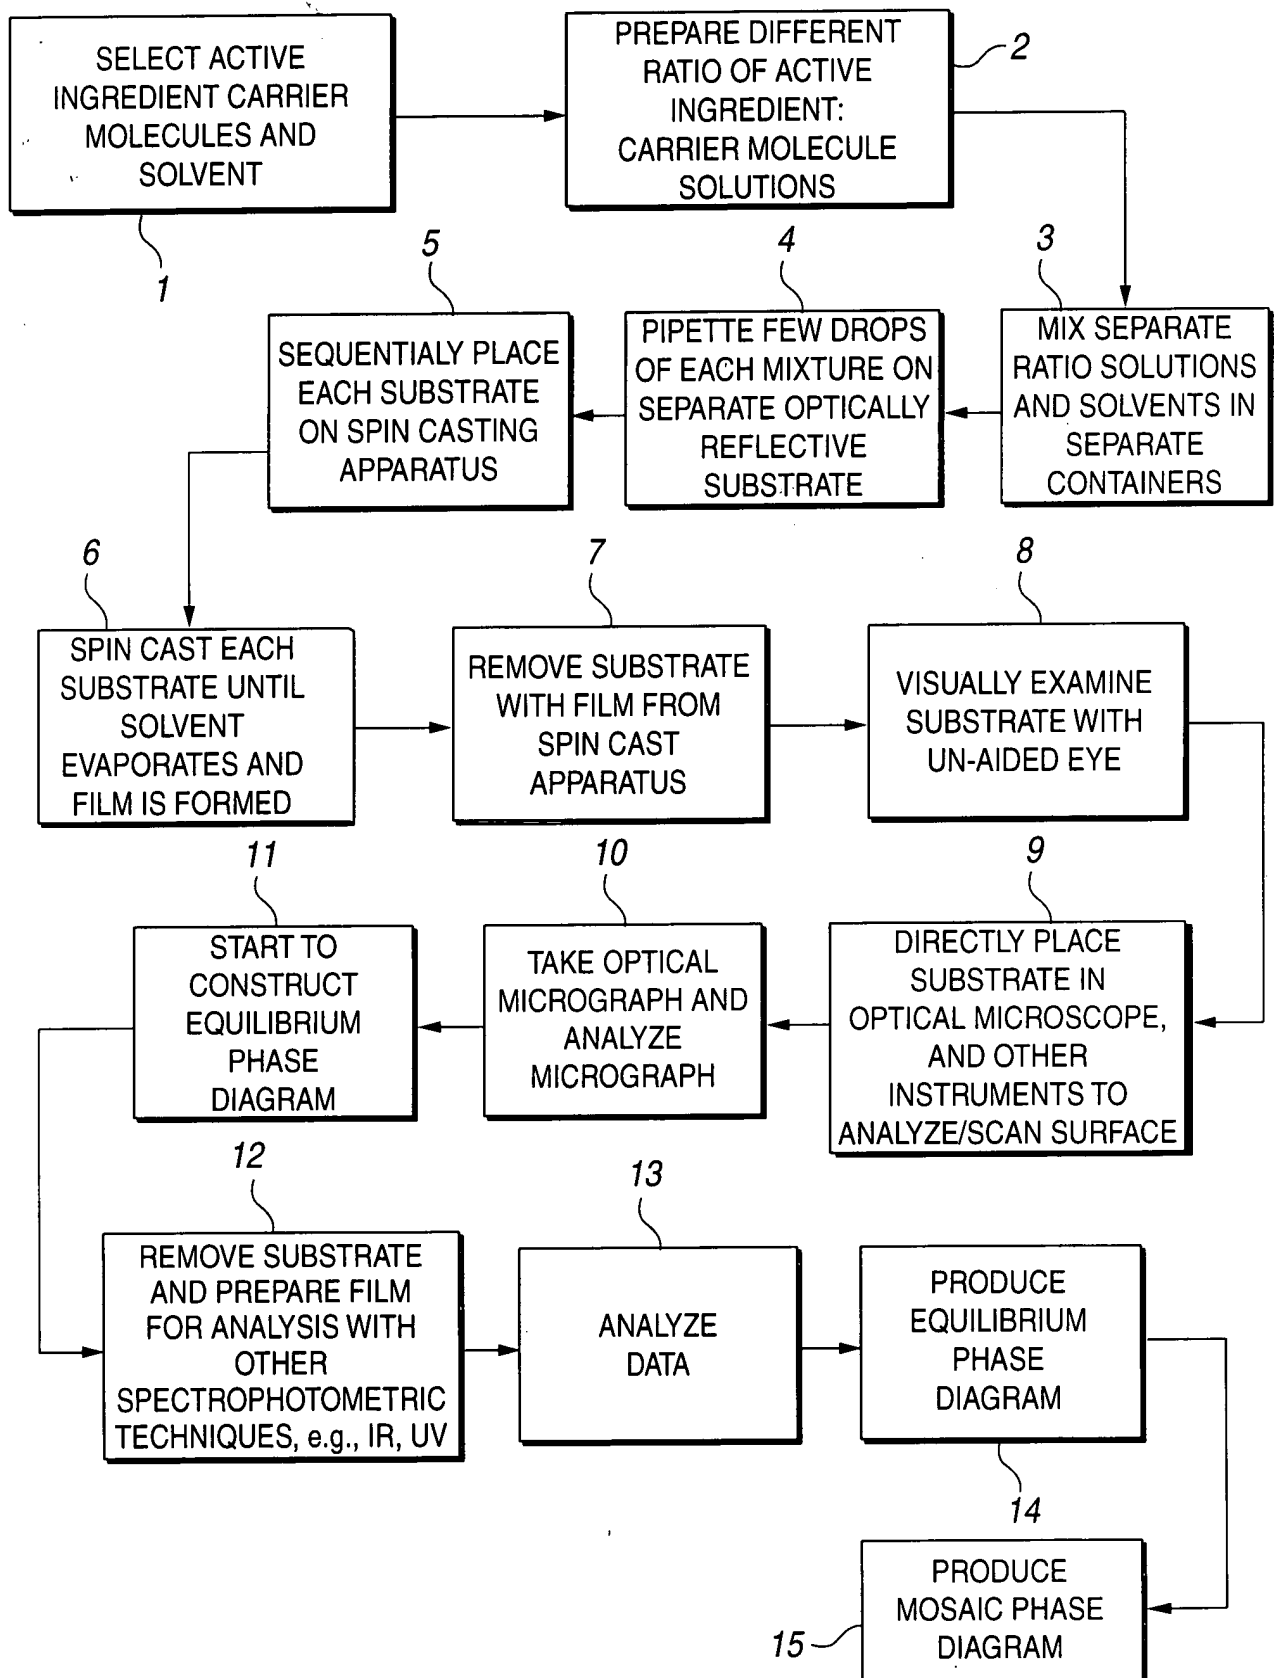 SELECT ACTIVE
INGREDIENT CARRIER
MOLECULES AND
SOLVENT
1
PREPARE DIFFERENT
RATIO OF ACTIVE
INGREDIENT:
CARRIER MOLECULE
SOLUTIONS
2
3
MIX SEPARATE
RATIO SOLUTIONS
AND SOLVENTS IN
SEPARATE
CONTAINERS
4
PIPETTE FEW DROPS
OF EACH MIXTURE ON
SEPARATE OPTICALLY
REFLECTIVE
SUBSTRATE
5
SEQUENTIALY PLACE
EACH SUBSTRATE
ON SPIN CASTING
APPARATUS
6
SPIN CAST EACH
SUBSTRATE UNTIL
SOLVENT
EVAPORATES AND
FILM IS FORMED
7
REMOVE SUBSTRATE
WITH FILM FROM
SPIN CAST
APPARATUS
8
VISUALLY EXAMINE
SUBSTRATE WITH
UN-AIDED EYE
9
DIRECTLY PLACE
SUBSTRATE IN
OPTICAL MICROSCOPE,
AND OTHER
INSTRUMENTS TO
ANALYZE/SCAN SURFACE
10
TAKE OPTICAL
MICROGRAPH AND
ANALYZE
MICROGRAPH
11
START TO
CONSTRUCT
EQUILIBRIUM
PHASE
DIAGRAM
12
REMOVE SUBSTRATE
AND PREPARE FILM
FOR ANALYSIS WITH
OTHER
SPECTROPHOTOMETRIC
TECHNIQUES, e.g., IR, UV
13
ANALYZE
DATA
PRODUCE
EQUILIBRIUM
PHASE
DIAGRAM
14
PRODUCE
MOSAIC PHASE
DIAGRAM
15